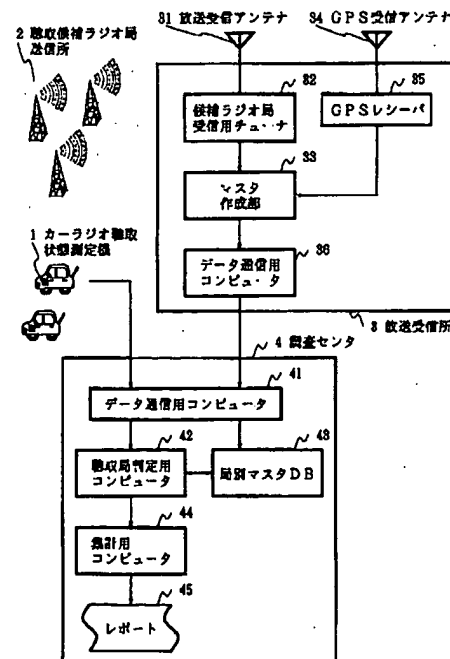 31 放送受信アンテナ
34 GPS受信アンテナ
2 聴取候補ラジオ局
送信所
32
候補ラジオ局
受信用チューナ
35
GPSレシーバ
33
マスタ
作成部
1 カーラジオ聴取
状態測定機
36
データ通信用
コンピュータ
3 放送受信所
4 調査センタ
41
データ通信用コンピュータ
42
聴取局判定用
コンピュータ
43
局別マスタDB
44
集計用
コンピュータ
45
レポート